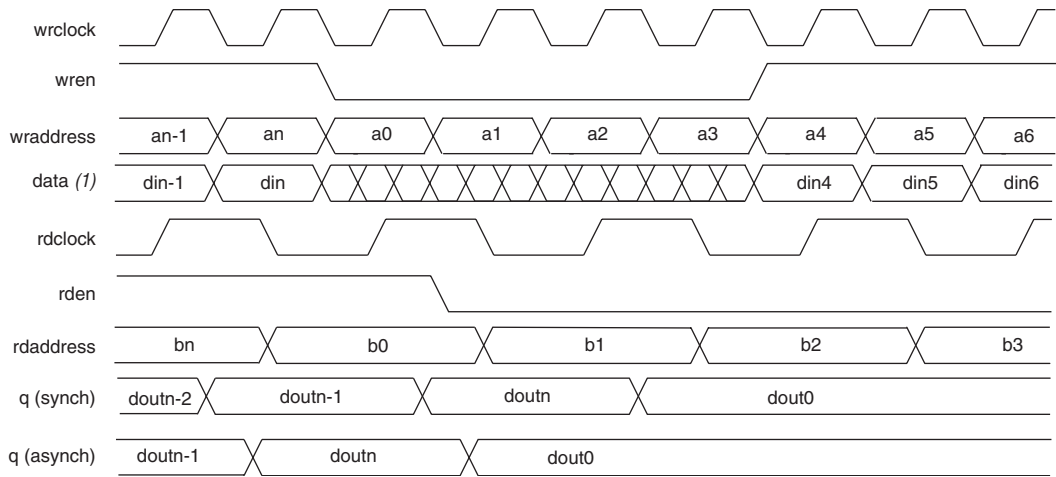 wrclock
wren
wraddress an-1 an a0 a1 a2 a3 a4 a5 a6
data (1) din-1 din din4 din5 din6
rdclock
rden
rdaddress bn b0 b1 b2 b3
q (synch) doutn-2 doutn-1 doutn dout0
q (asynch) doutn-1 doutn dout0